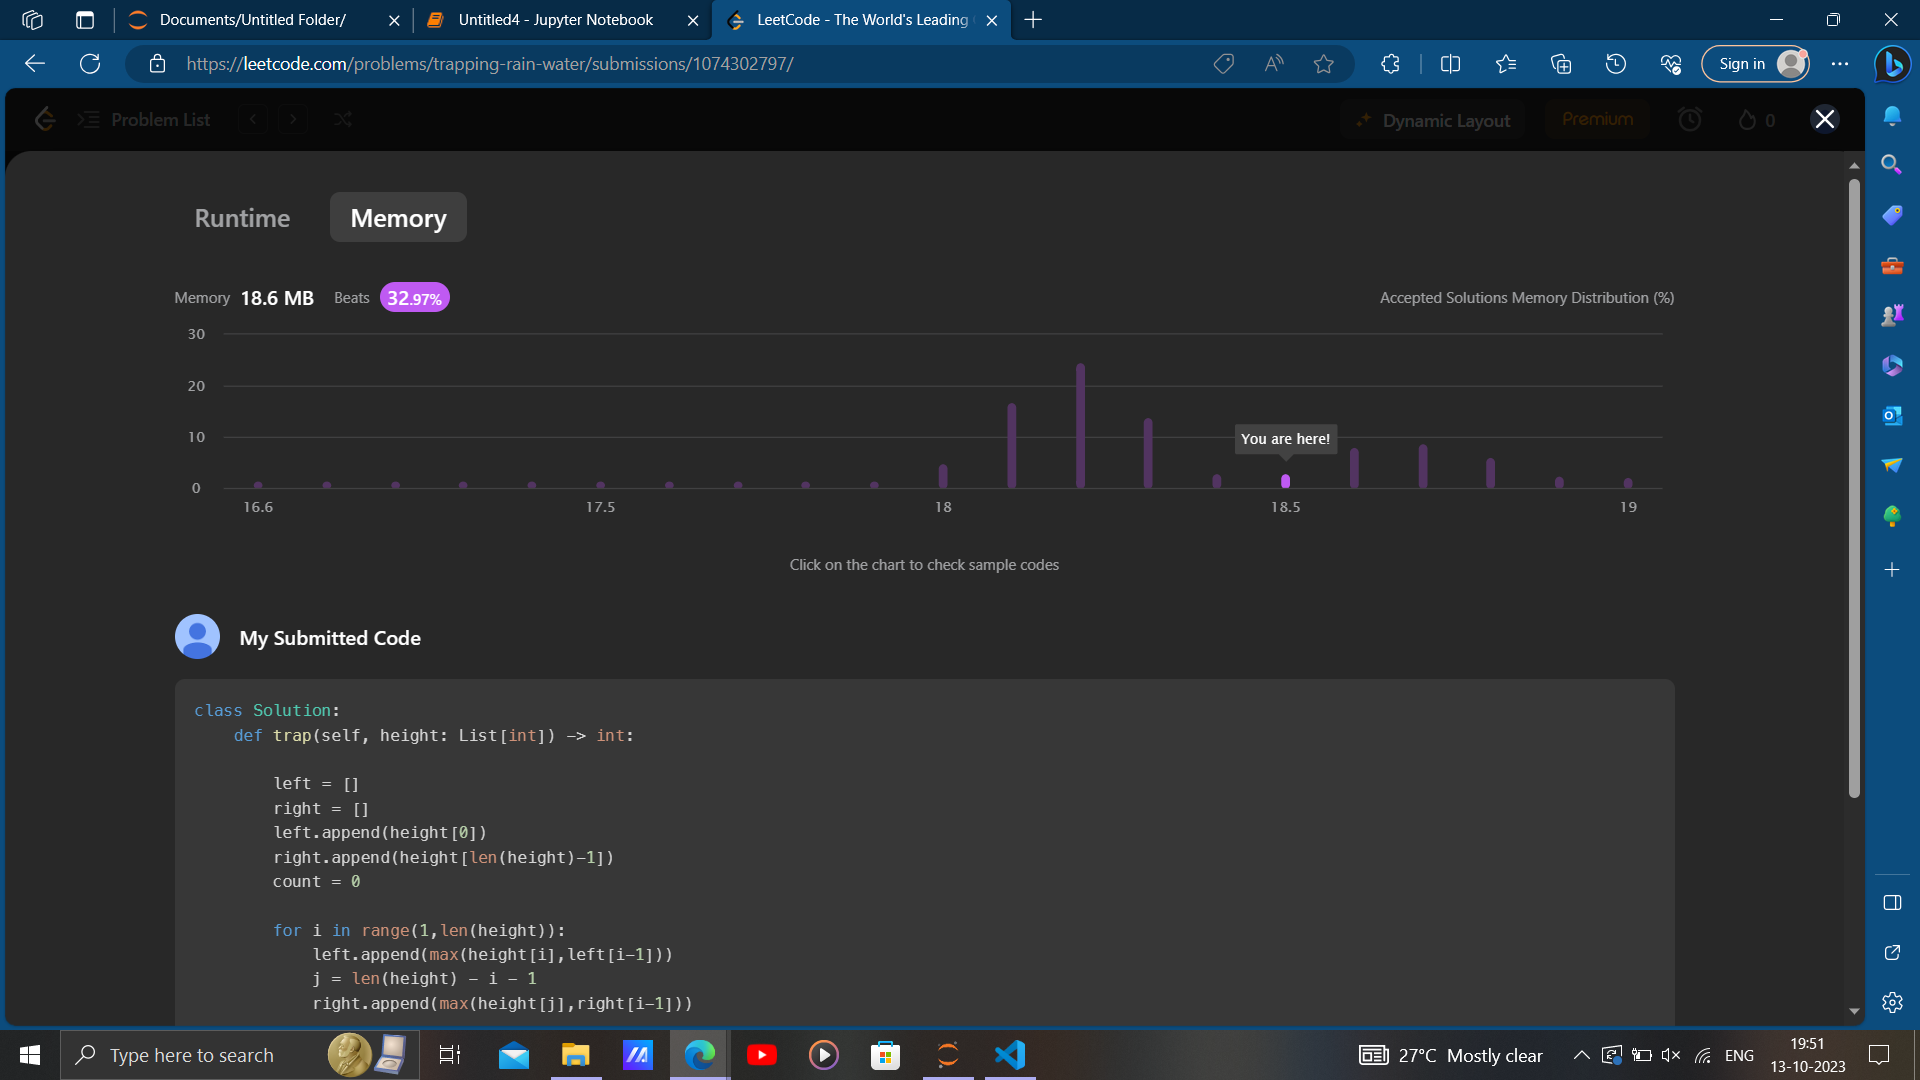 Documents/Untitled Folder/
Untitled4 - Jupyter Notebook
LeetCode - The World's Leading
https://leetcode.com/problems/trapping-rain-water/submissions/1074302797/
Sign in
Problem List
Dynamic Layout
Premium
0
Runtime
Memory
Memory 18.6 MB Beats 32.97%
Accepted Solutions Memory Distribution (%)
30
20
10
You are here!
0
16.6 17.5 18 18.5 19
Click on the chart to check sample codes
My Submitted Code
class Solution:
    def trap(self, height: List[int]) -> int:
        left = []
        right = []
        left.append(height[0])
        right.append(height[len(height)-1])
        count = 0
        for i in range(1,len(height)):
            left.append(max(height[i],left[i-1]))
            j = len(height) - i - 1
            right.append(max(height[j],right[i-1]))
Type here to search
27°C Mostly clear
ENG
19:51
13-10-2023